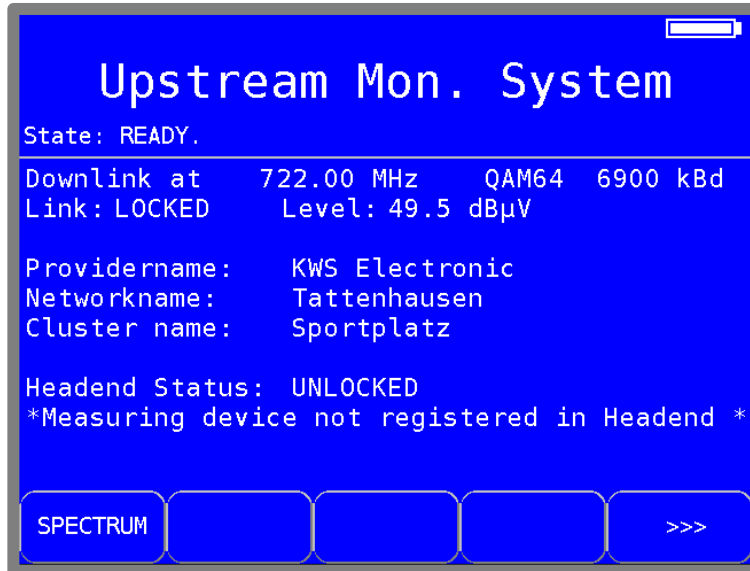 Upstream Mon. System
State: READY.
Downlink at 722.00 MHz QAM64 6900 kBd
Link: LOCKED Level: 49.5 dBµV
Providername: KWS Electronic
Networkname: Tattenhausen
Cluster name: Sportplatz
Headend Status: UNLOCKED
*Measuring device not registered in Headend *
SPECTRUM >>>